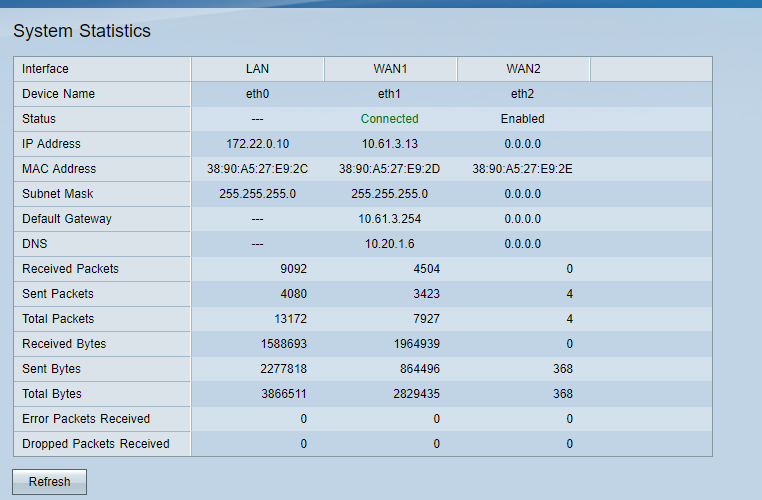 System Statistics
Interface LAN WAN1 WAN2
Device Name eth0 eth1 eth2
Status --- Connected Enabled
IP Address 172.22.0.10 10.61.3.13 0.0.0.0
MAC Address 38:90:A5:27:E9:2C 38:90:A5:27:E9:2D 38:90:A5:27:E9:2E
Subnet Mask 255.255.255.0 255.255.255.0 0.0.0.0
Default Gateway --- 10.61.3.254 0.0.0.0
DNS --- 10.20.1.6 0.0.0.0
Received Packets 9092 4504 0
Sent Packets 4080 3423 4
Total Packets 13172 7927 4
Received Bytes 1588693 1964939 0
Sent Bytes 2277818 864496 368
Total Bytes 3866511 2829435 368
Error Packets Received 0 0 0
Dropped Packets Received 0 0 0
Refresh